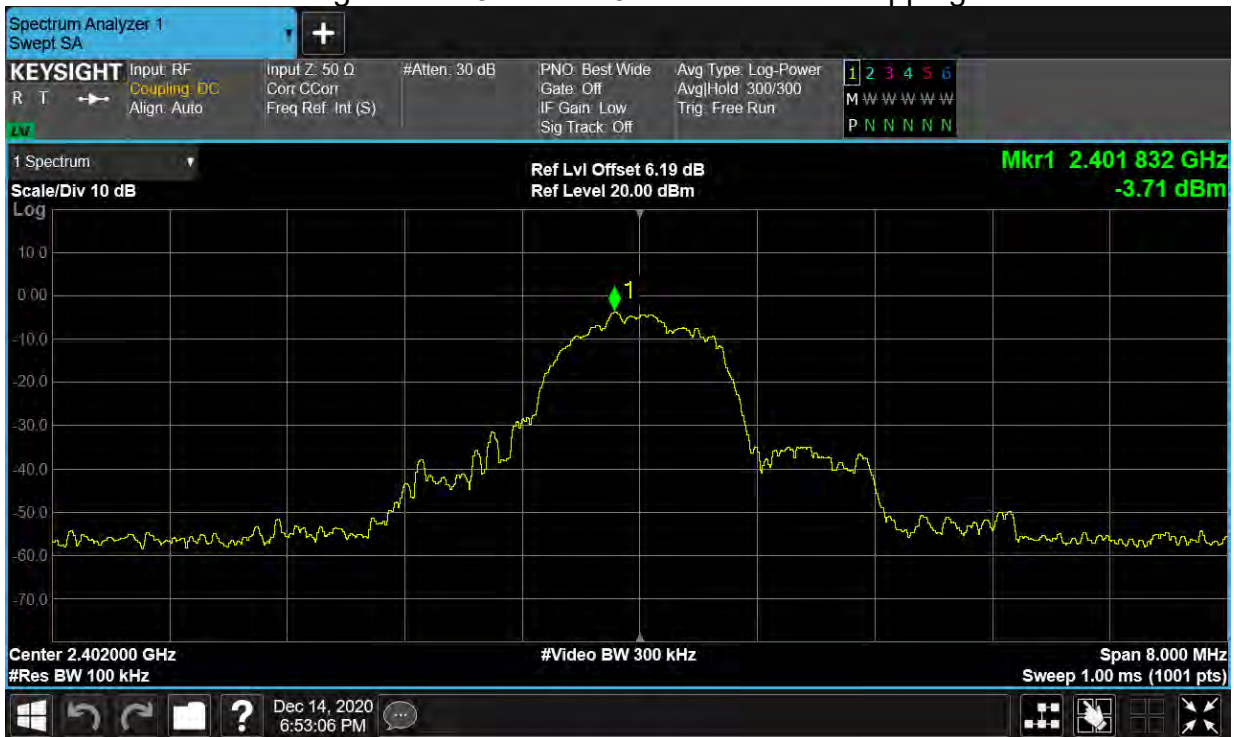 Spectrum Analyzer 1
Swept SA
+
KEYSIGHT
R T
LXI
Input: RF
Coupling: DC
Align: Auto
Input Z: 50 Ω
Corr CCorr
Freq Ref: Int (S)
#Atten: 30 dB
PNO: Best Wide
Gate: Off
IF Gain: Low
Sig Track: Off
Avg Type: Log-Power
Avg|Hold: 300/300
Trig: Free Run
1 2 3 4 5 6
M W W W W W
P N N N N N
1 Spectrum
Scale/Div 10 dB
Log
Ref Lvl Offset 6.19 dB
Ref Level 20.00 dBm
Mkr1 2.401 832 GHz
-3.71 dBm
10.0
0.00
-10.0
-20.0
-30.0
-40.0
-50.0
-60.0
-70.0
1
Center 2.402000 GHz
#Res BW 100 kHz
#Video BW 300 kHz
Span 8.000 MHz
Sweep 1.00 ms (1001 pts)
?
Dec 14, 2020
6:53:06 PM